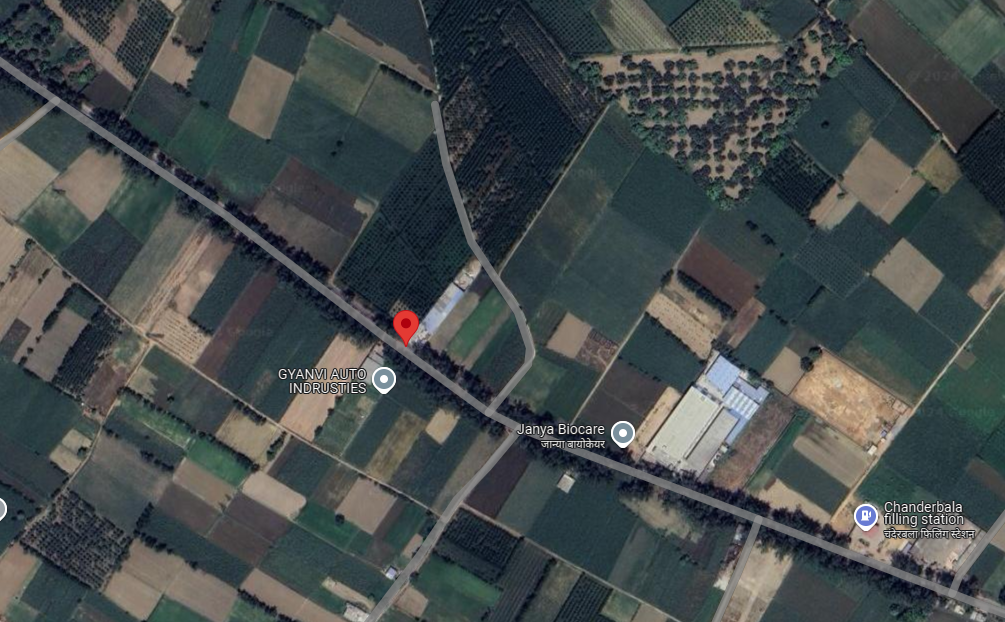 GYANVI AUTO
INDRUSTIES
Janya Biocare
जान्या बायोकेयर
Chanderbala
filling station
चंदेरबला फिलिंग स्टेशन